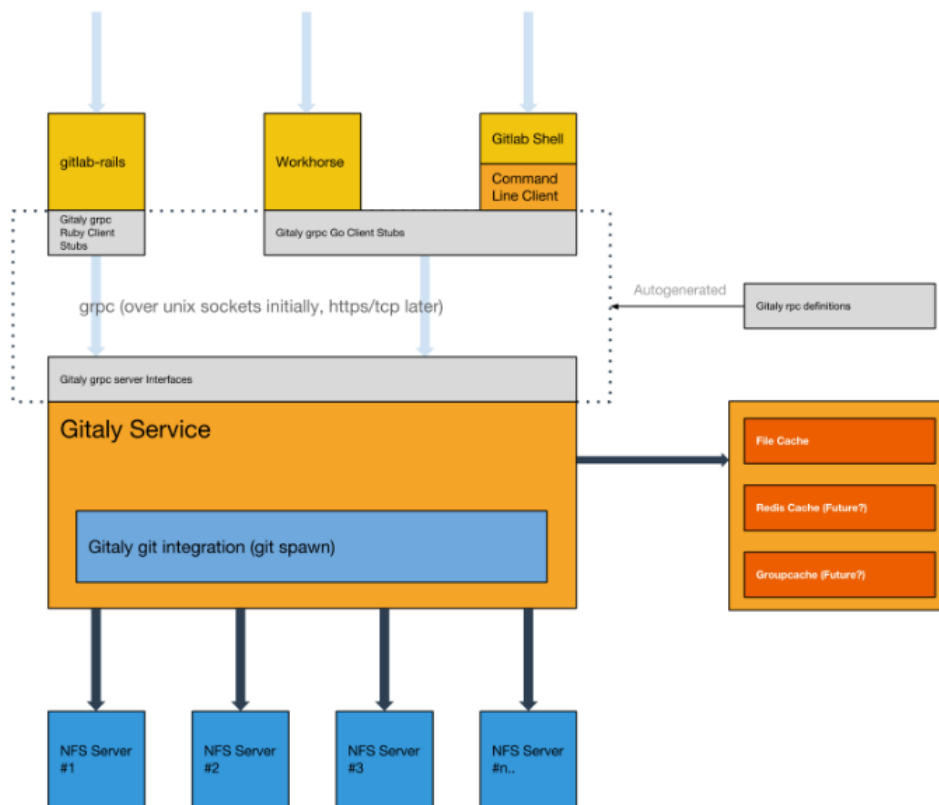 gitlab-rails
Workhorse
Gitlab Shell
Command
Line Client
Gitaly grpc
Ruby Client
Stubs
Gitaly grpc Go Client Stubs
grpc (over unix sockets initially, https/tcp later)
Autogenerated
Gitaly rpc definitions
Gitaly grpc server Interfaces
Gitaly Service
File Cache
Redis Cache (Future?)
Gitaly git integration (git spawn)
Groupcache (Future?)
NFS Server
#1
NFS Server
#2
NFS Server
#3
NFS Server
#n..